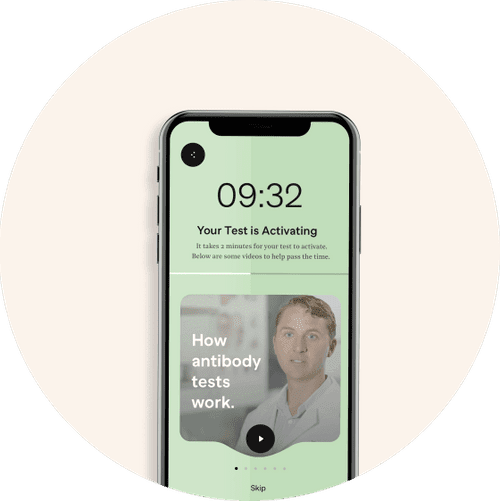 09:32
Your Test is Activating
It takes 2 minutes for your test to activate.
Below are some videos to help pass the time.
How
antibody
tests
work.
Skip